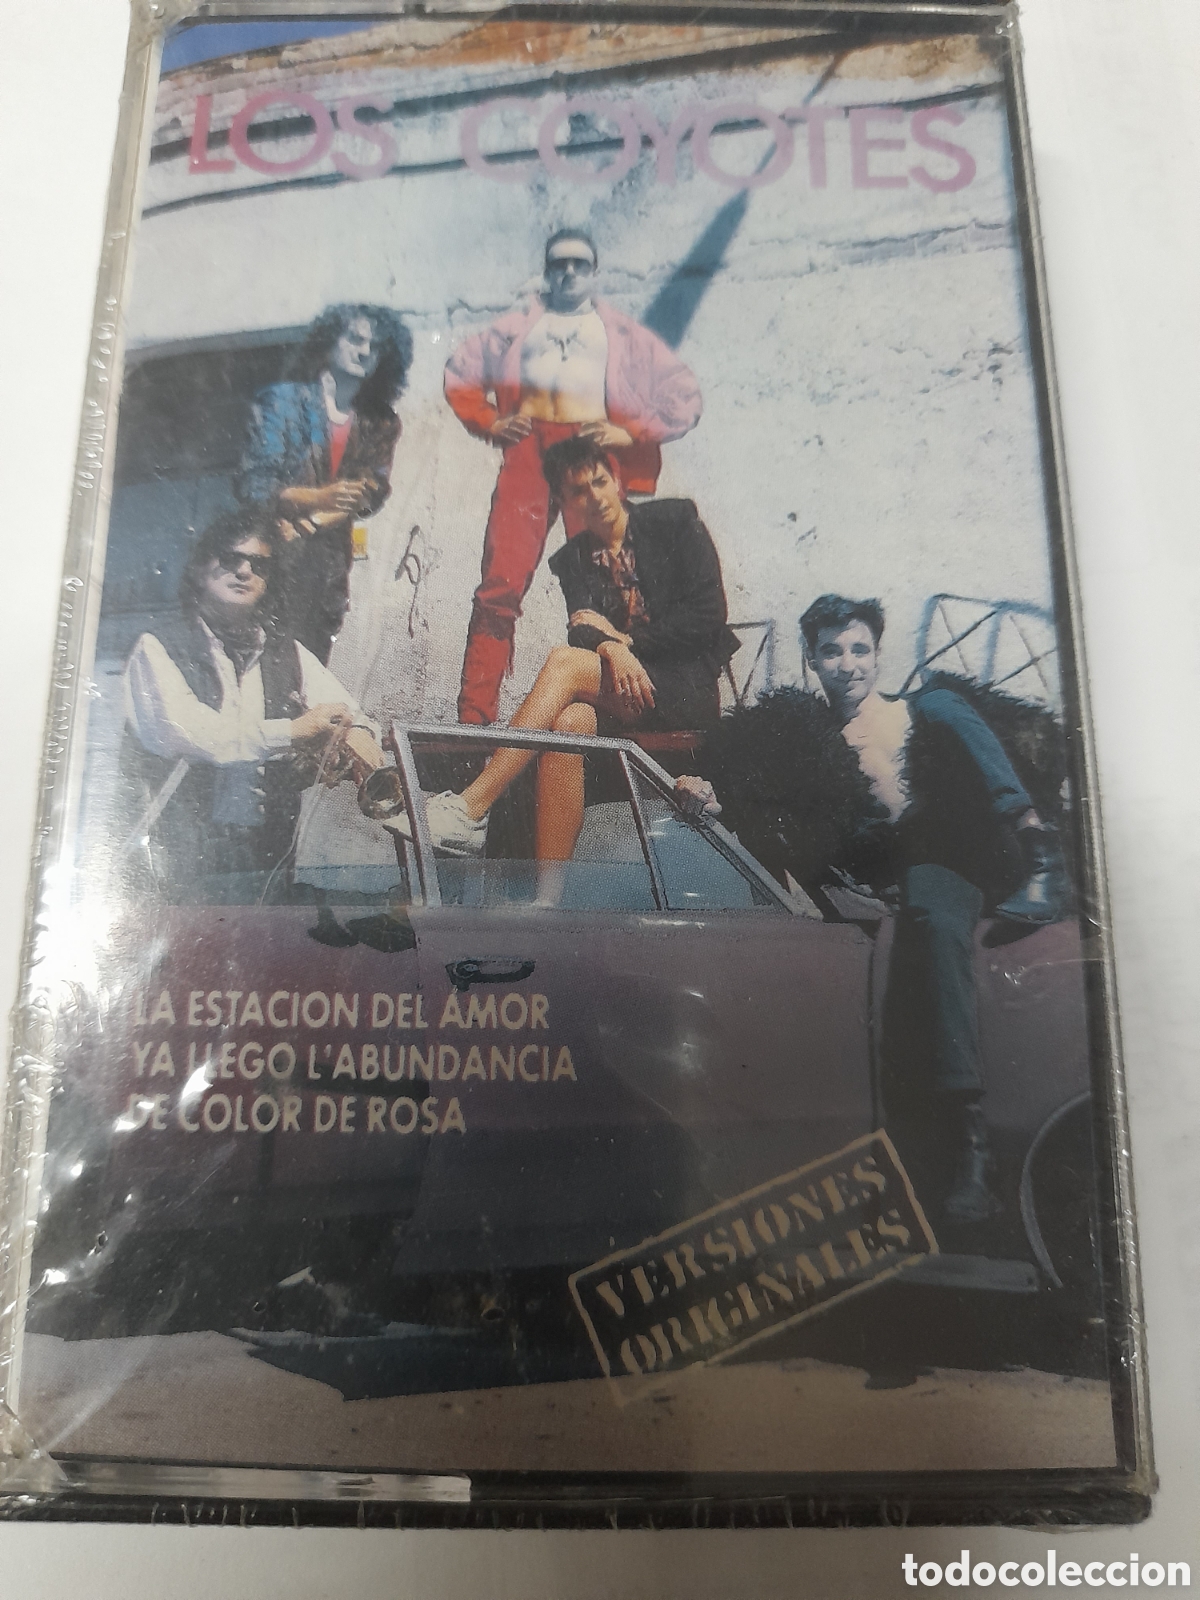 LOS COYOTES
LA ESTACION DEL AMOR
YA LLEGO L'ABUNDANCIA
DE COLOR DE ROSA
VERSIONES
ORIGINALES
todocoleccion